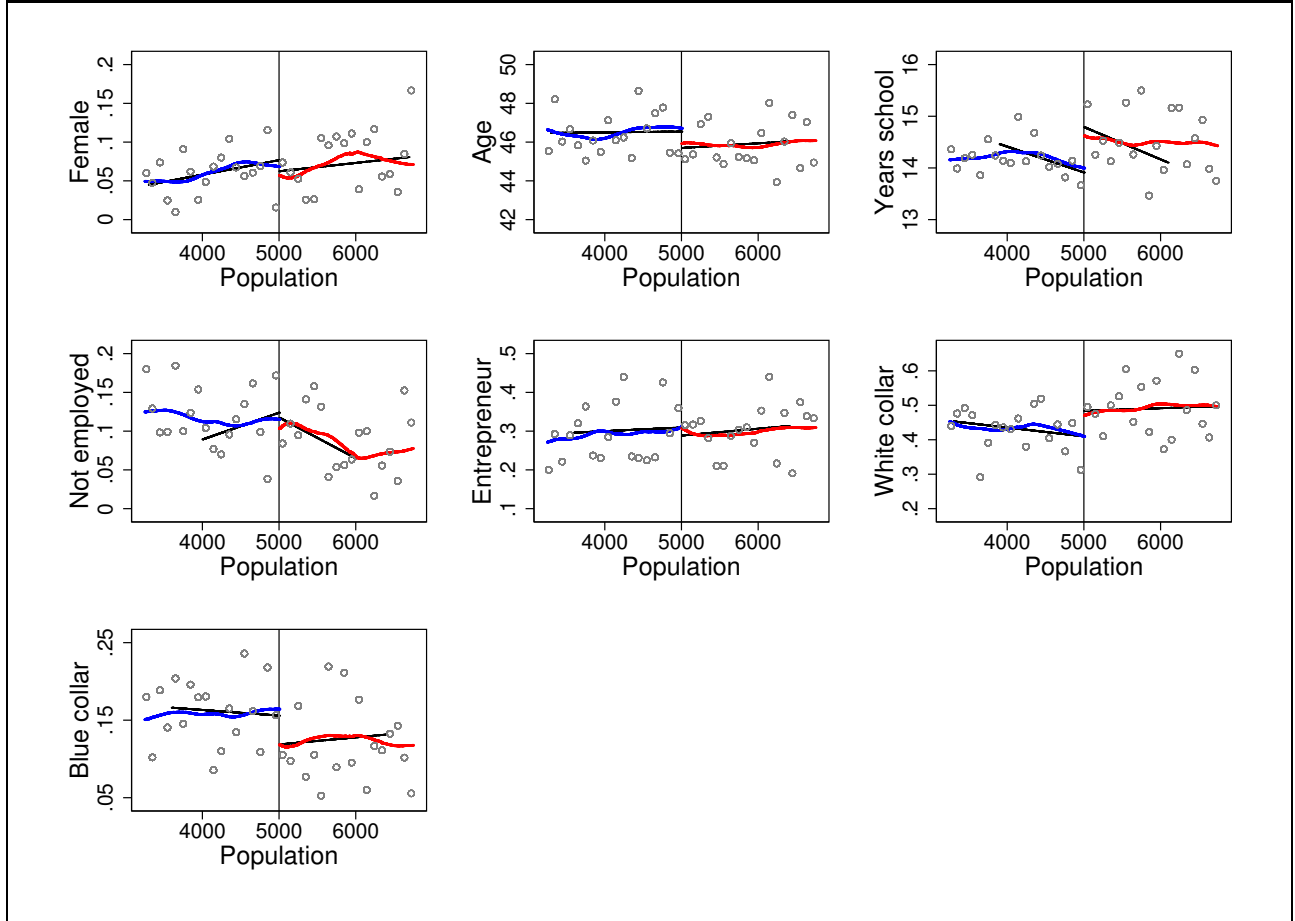 Female
0 .05 .1 .15 .2
4000 5000 6000
Population
Age
42 44 46 48 50
4000 5000 6000
Population
Years school
13 14 15 16
4000 5000 6000
Population
Not employed
0 .05 .1 .15 .2
4000 5000 6000
Population
Entrepreneur
.1 .2 .3 .4 .5
4000 5000 6000
Population
White collar
.2 .3 .4 .5 .6
4000 5000 6000
Population
Blue collar
.05 .15 .25
4000 5000 6000
Population